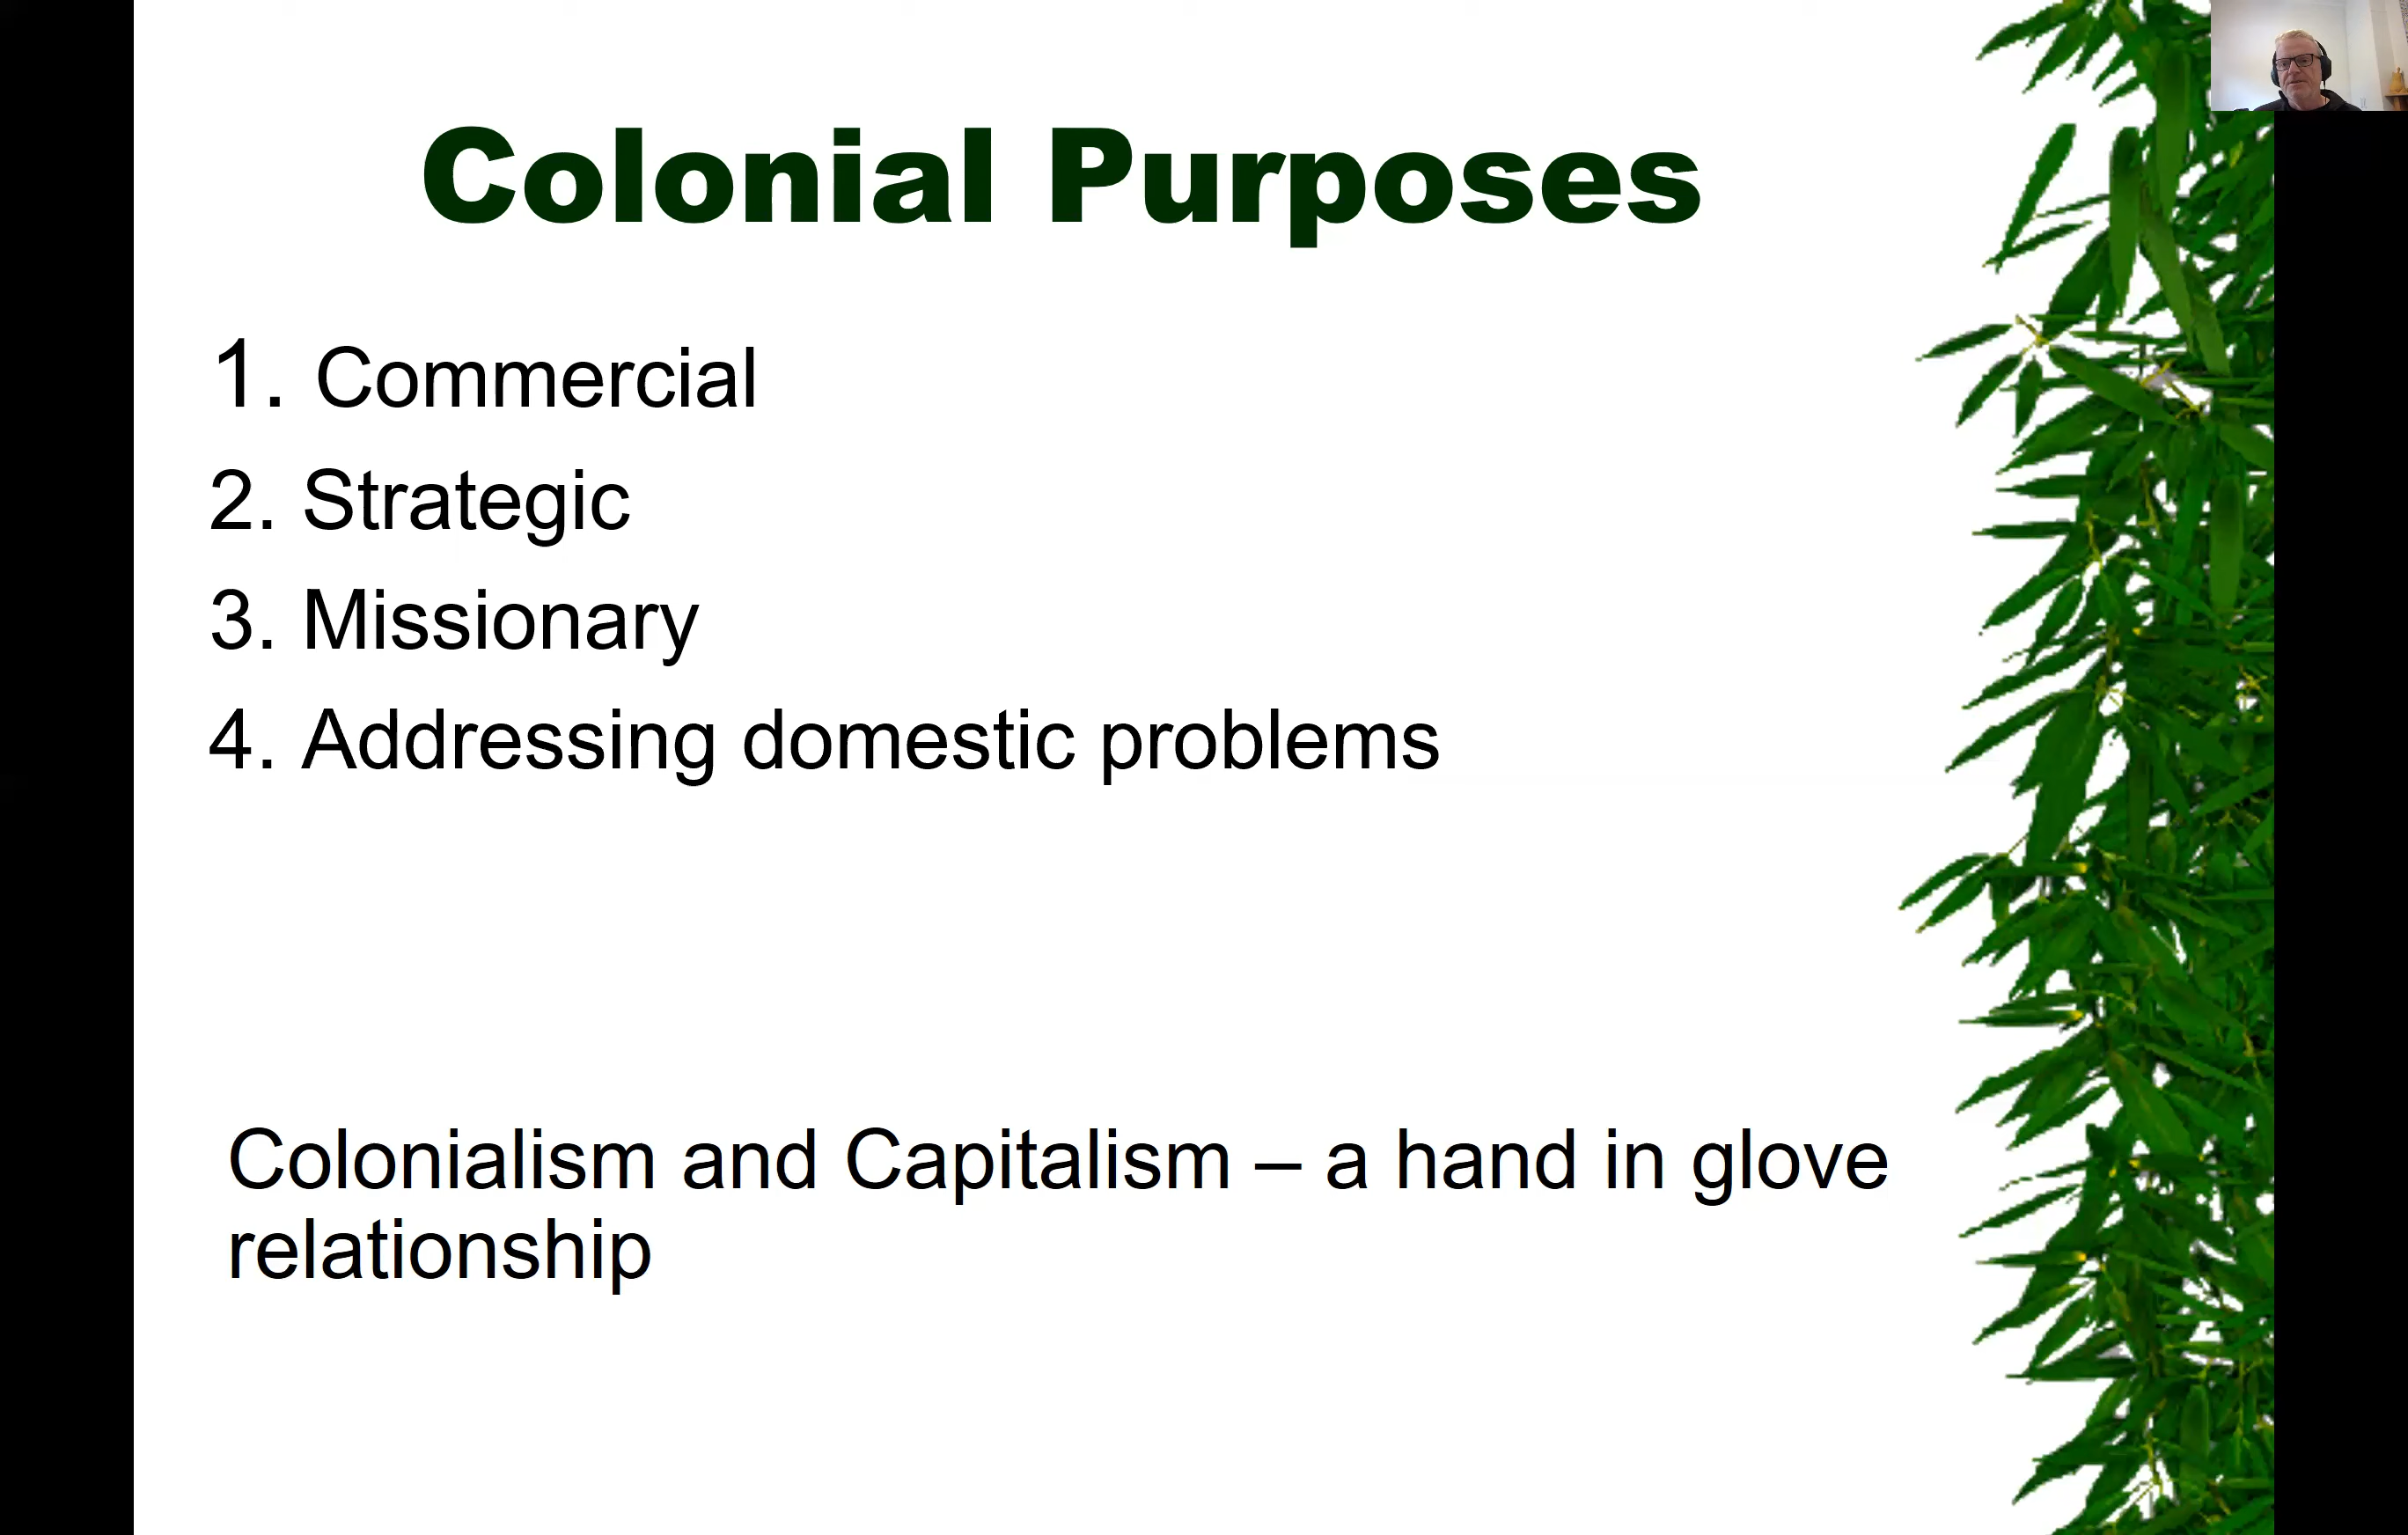 Colonial Purposes
1. Commercial
2. Strategic
3. Missionary
4. Addressing domestic problems
Colonialism and Capitalism – a hand in glove
relationship